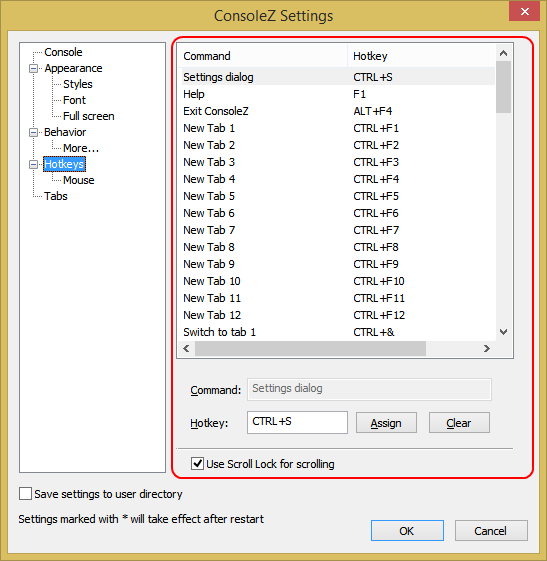 ConsoleZ Settings
Console
Appearance
Styles
Font
Full screen
Behavior
More...
Hotkeys
Mouse
Tabs
Command Hotkey
Settings dialog CTRL+S
Help F1
Exit ConsoleZ ALT+F4
New Tab 1 CTRL+F1
New Tab 2 CTRL+F2
New Tab 3 CTRL+F3
New Tab 4 CTRL+F4
New Tab 5 CTRL+F5
New Tab 6 CTRL+F6
New Tab 7 CTRL+F7
New Tab 8 CTRL+F8
New Tab 9 CTRL+F9
New Tab 10 CTRL+F10
New Tab 11 CTRL+F11
New Tab 12 CTRL+F12
Switch to tab 1 CTRL+&
Command: Settings dialog
Hotkey: CTRL+S Assign Clear
Use Scroll Lock for scrolling
Save settings to user directory
Settings marked with * will take effect after restart
OK Cancel